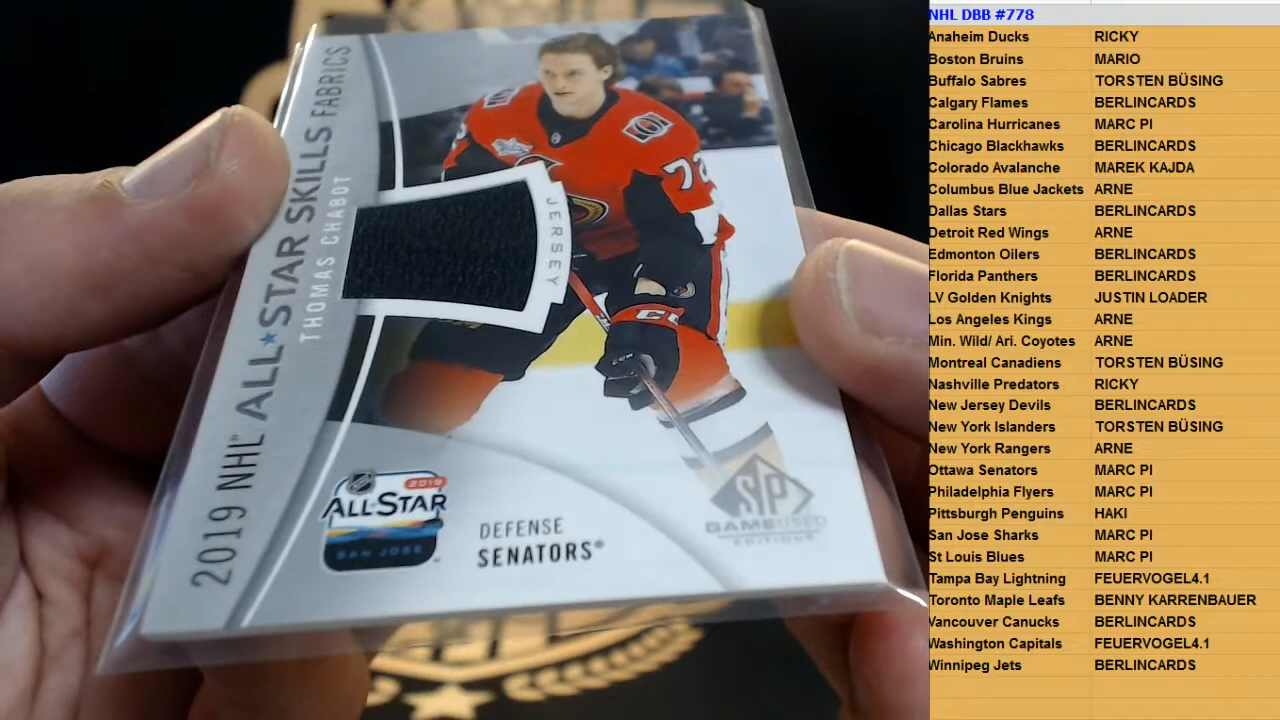 2019 NHL ALL★STAR SKILLS FABRICS
THOMAS CHABOT
JERSEY
72
CCM
2019
ALL★STAR
SAN JOSE
DEFENSE
SENATORS®
SP
GAME USED
EDITION
NHL DBB #778
Anaheim Ducks RICKY
Boston Bruins MARIO
Buffalo Sabres TORSTEN BÜSING
Calgary Flames BERLINCARDS
Carolina Hurricanes MARC PI
Chicago Blackhawks BERLINCARDS
Colorado Avalanche MAREK KAJDA
Columbus Blue Jackets ARNE
Dallas Stars BERLINCARDS
Detroit Red Wings ARNE
Edmonton Oilers BERLINCARDS
Florida Panthers BERLINCARDS
LV Golden Knights JUSTIN LOADER
Los Angeles Kings ARNE
Min. Wild/ Ari. Coyotes ARNE
Montreal Canadiens TORSTEN BÜSING
Nashville Predators RICKY
New Jersey Devils BERLINCARDS
New York Islanders TORSTEN BÜSING
New York Rangers ARNE
Ottawa Senators MARC PI
Philadelphia Flyers MARC PI
Pittsburgh Penguins HAKI
San Jose Sharks MARC PI
St Louis Blues MARC PI
Tampa Bay Lightning FEUERVOGEL4.1
Toronto Maple Leafs BENNY KARRENBAUER
Vancouver Canucks BERLINCARDS
Washington Capitals FEUERVOGEL4.1
Winnipeg Jets BERLINCARDS